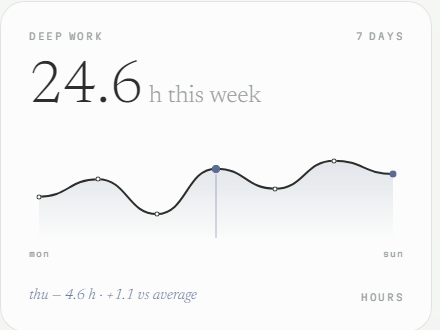 DEEP WORK 7 DAYS
24.6 h this week
mon sun
thu — 4.6 h · +1.1 vs average HOURS